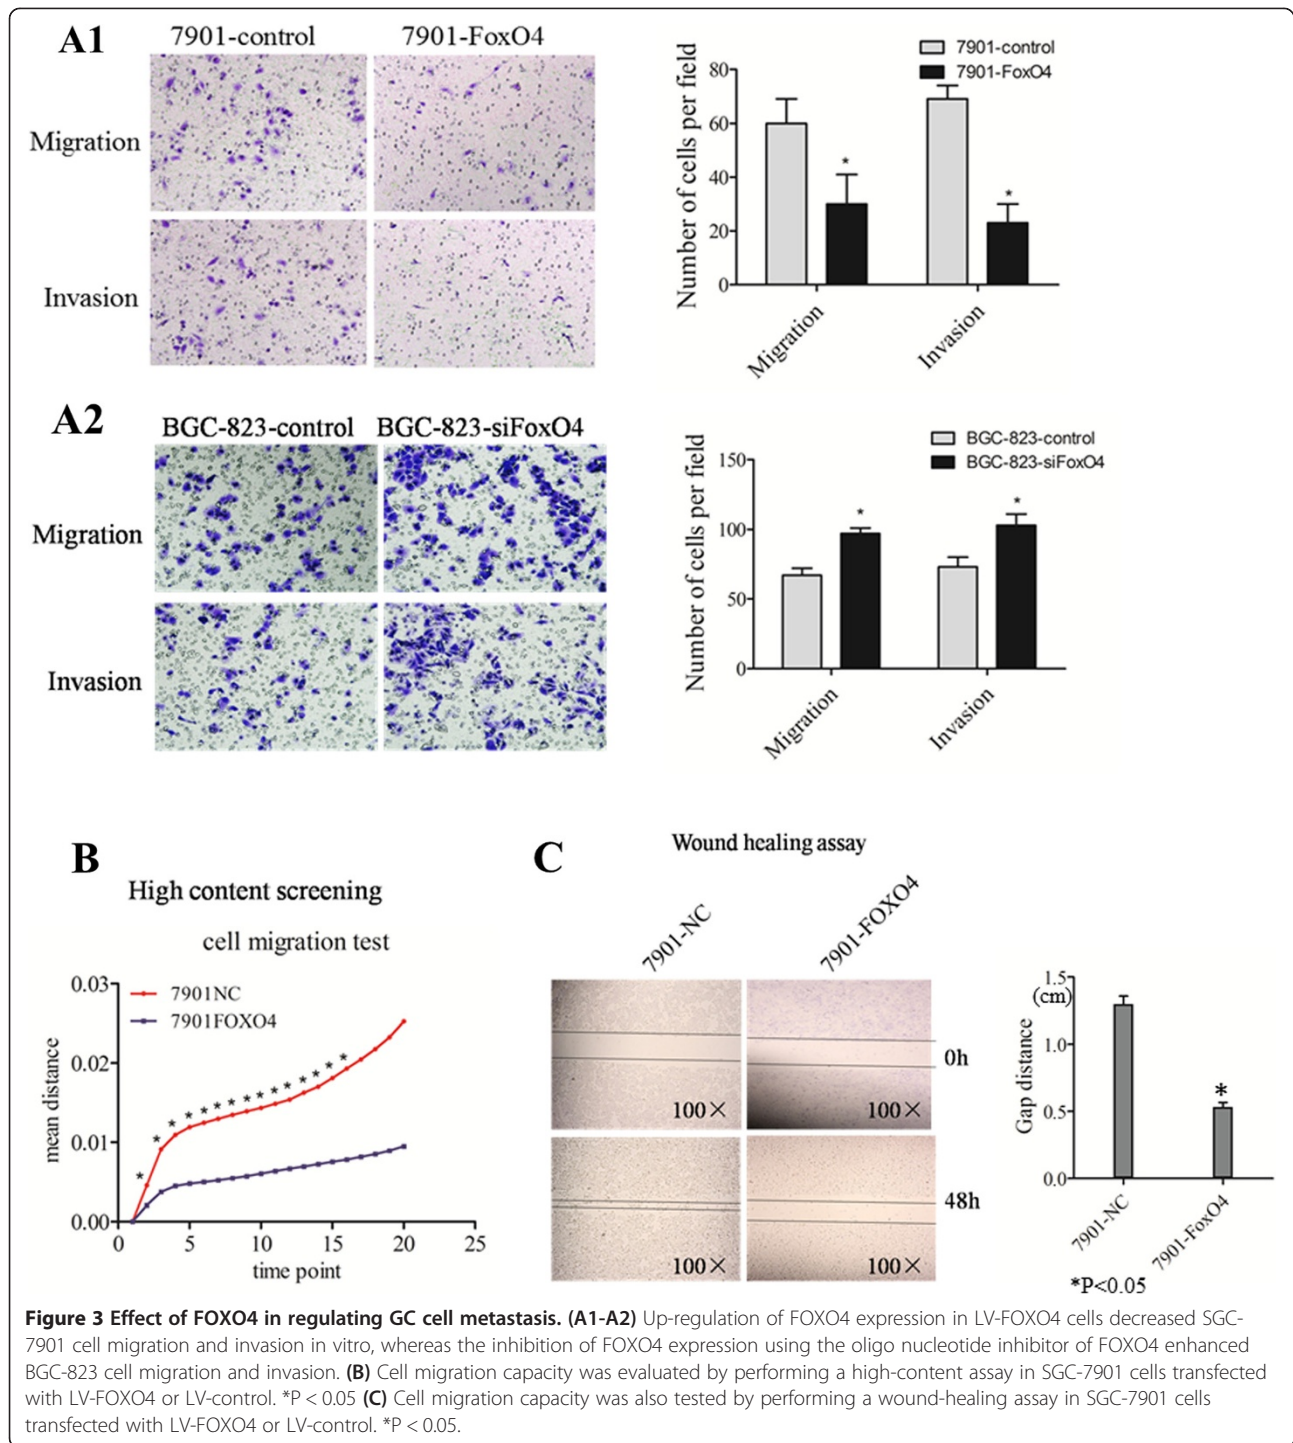 A1
7901-control
7901-FoxO4
Migration
Invasion
7901-control
7901-FoxO4
Number of cells per field
80
60
40
20
0
*
*
Migration
Invasion
A2
BGC-823-control
BGC-823-siFoxO4
Migration
Invasion
BGC-823-control
BGC-823-siFoxO4
Number of cells per field
150
100
50
0
*
*
Migration
Invasion
B
High content screening
cell migration test
7901NC
7901FOXO4
mean distance
0.03
0.02
0.01
0.00
* * * * * * * * * * * * * * *
0 5 10 15 20 25
time point
C
Wound healing assay
7901-NC
7901-FOXO4
0h
100×
100×
48h
100×
100×
Gap distance
(cm)
1.5
1.0
0.5
0.0
*
7901-NC
7901-FoxO4
*P<0.05
Figure 3 Effect of FOXO4 in regulating GC cell metastasis. (A1-A2) Up-regulation of FOXO4 expression in LV-FOXO4 cells decreased SGC-
7901 cell migration and invasion in vitro, whereas the inhibition of FOXO4 expression using the oligo nucleotide inhibitor of FOXO4 enhanced
BGC-823 cell migration and invasion. (B) Cell migration capacity was evaluated by performing a high-content assay in SGC-7901 cells transfected
with LV-FOXO4 or LV-control. *P < 0.05 (C) Cell migration capacity was also tested by performing a wound-healing assay in SGC-7901 cells
transfected with LV-FOXO4 or LV-control. *P < 0.05.